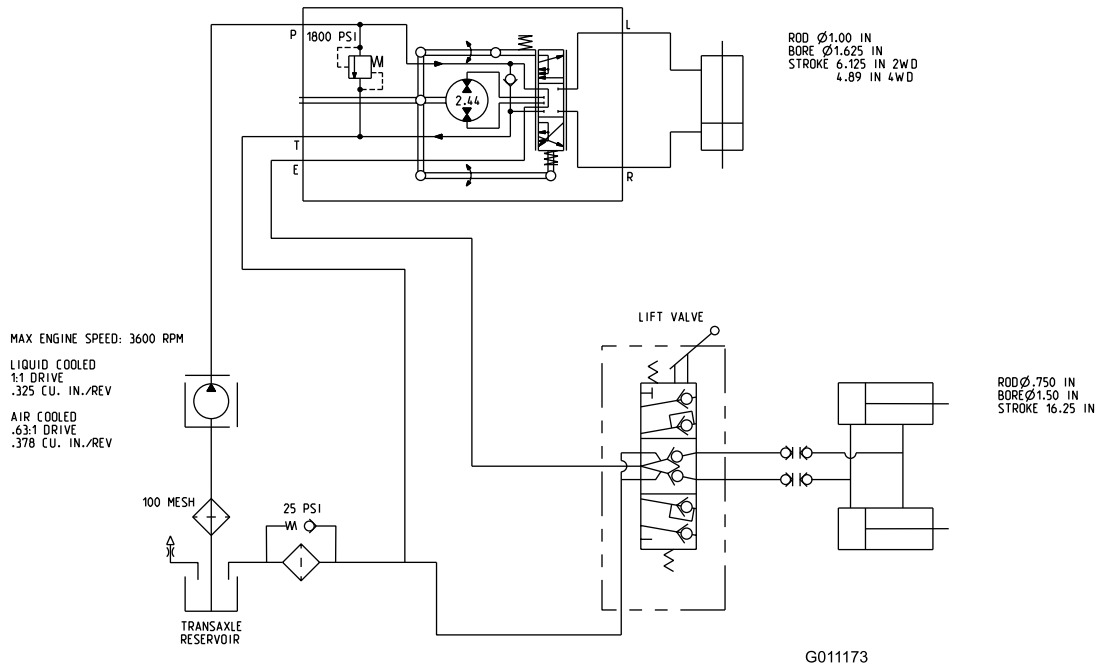 P
1800 PSI
L
2.44
T
E
R
ROD Ø1.00 IN
BORE Ø1.625 IN
STROKE 6.125 IN 2WD
4.89 IN 4WD
MAX ENGINE SPEED: 3600 RPM
LIQUID COOLED
1:1 DRIVE
.325 CU. IN./REV
AIR COOLED
.63:1 DRIVE
.378 CU. IN./REV
LIFT VALVE
RODØ.750 IN
BOREØ1.50 IN
STROKE 16.25 IN
100 MESH
25 PSI
TRANSAXLE
RESERVOIR
G011173